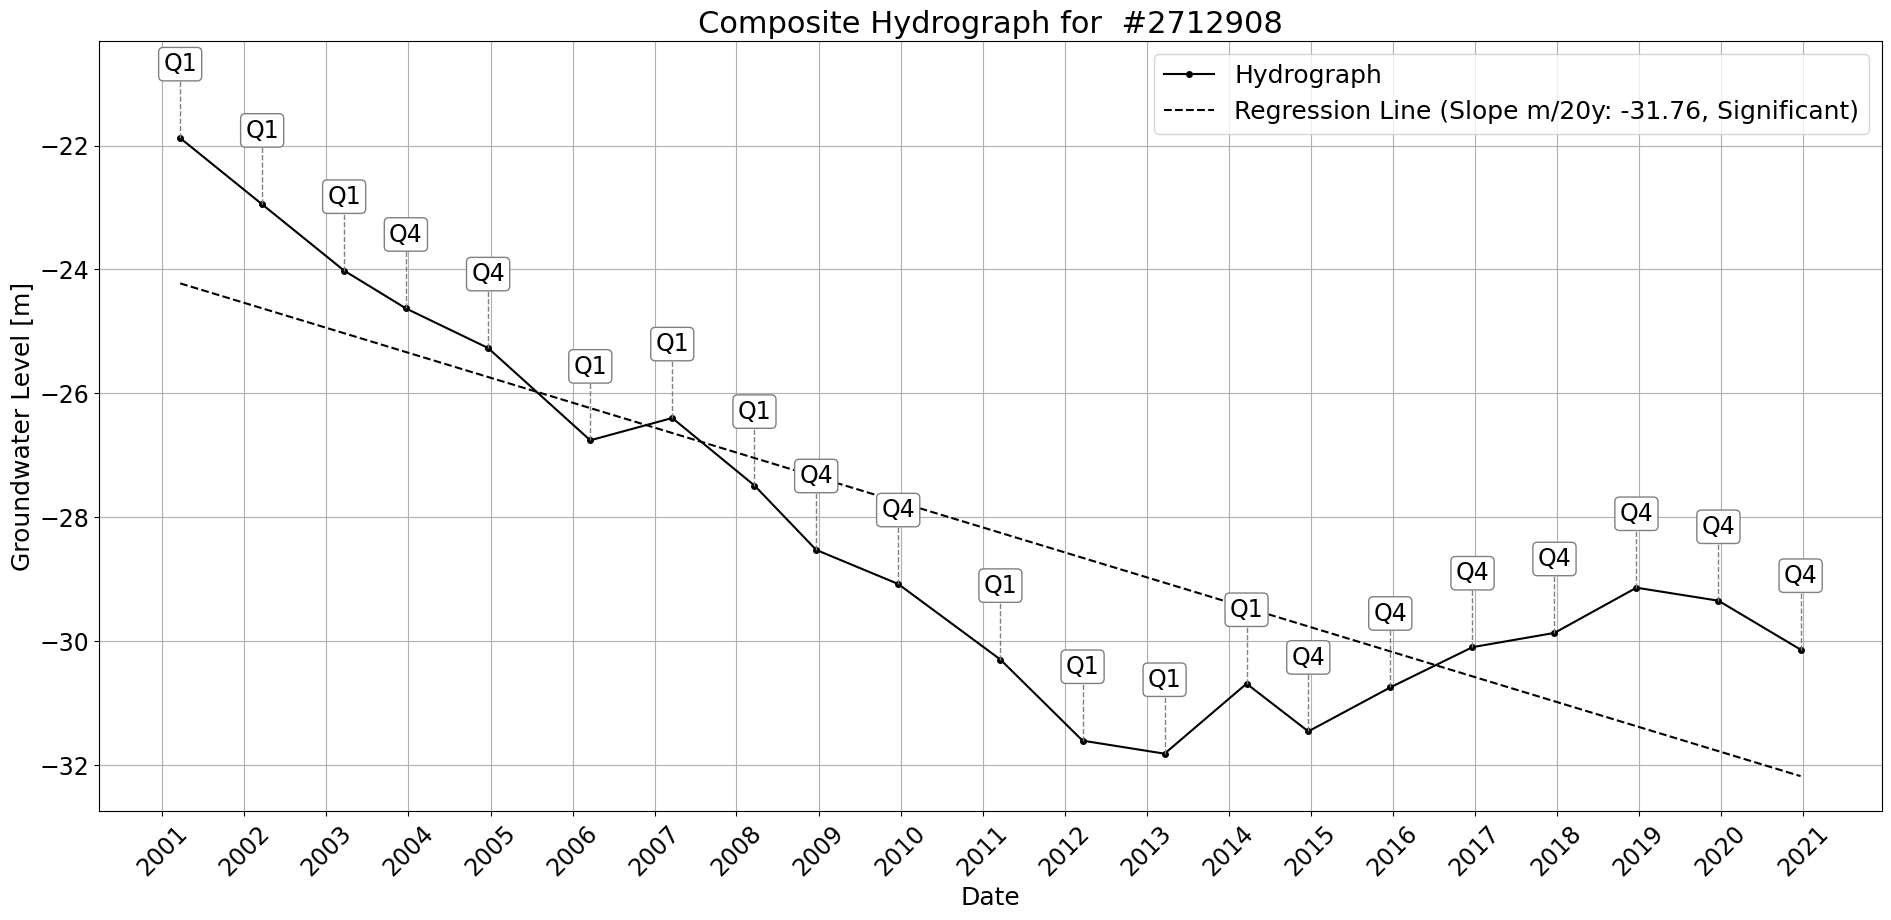 Composite Hydrograph for  #2712908
Hydrograph
Regression Line (Slope m/20y: -31.76, Significant)
Q1
Q1
Q1
Q4
Q4
Q1
Q1
Q1
Q4
Q4
Q1
Q1
Q1
Q1
Q4
Q4
Q4
Q4
Q4
Q4
Q4
Groundwater Level [m]
−22
−24
−26
−28
−30
−32
2001
2002
2003
2004
2005
2006
2007
2008
2009
2010
2011
2012
2013
2014
2015
2016
2017
2018
2019
2020
2021
Date